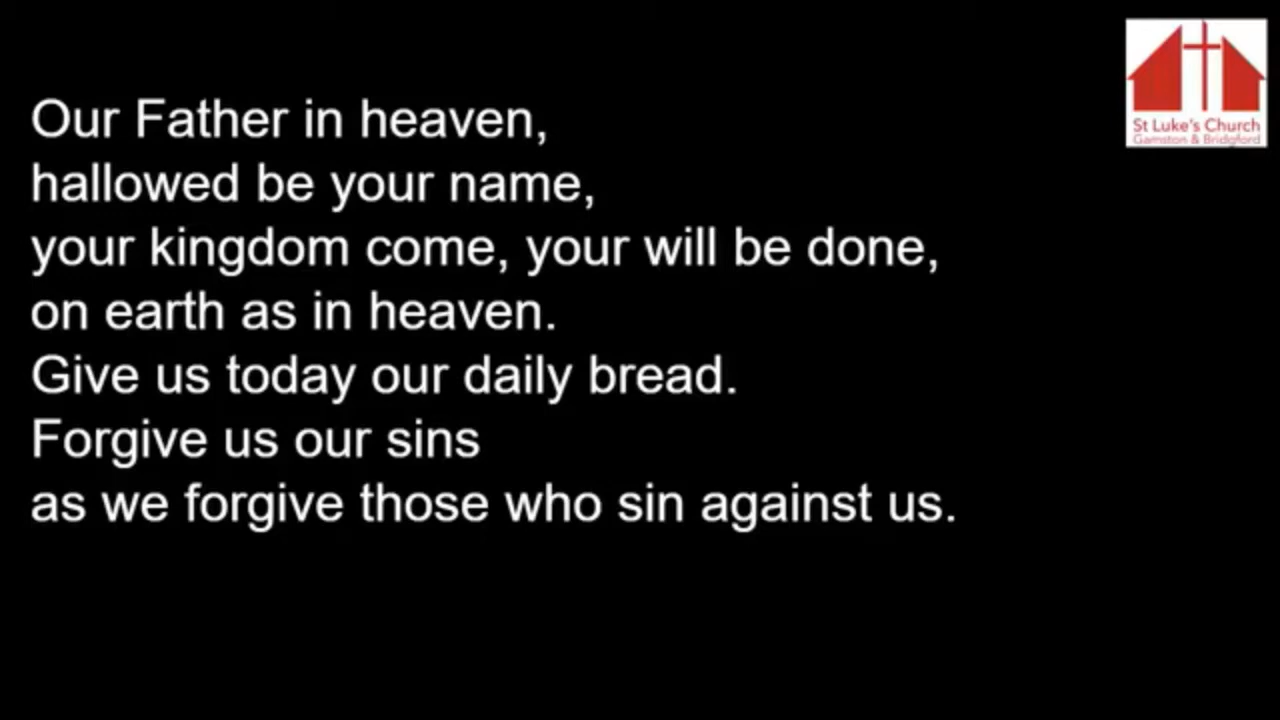 Our Father in heaven,
hallowed be your name,
your kingdom come, your will be done,
on earth as in heaven.
Give us today our daily bread.
Forgive us our sins
as we forgive those who sin against us.
St Luke's Church
Gamston & Bridgford